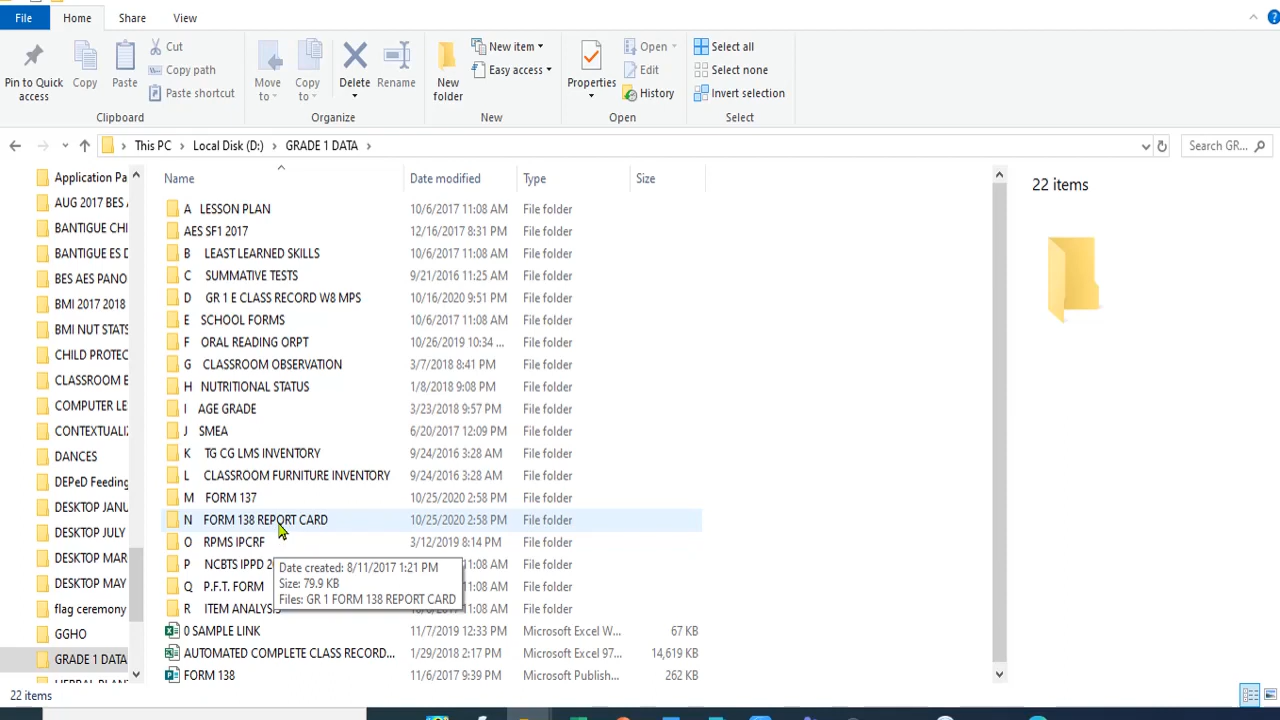 File Home Share View
Pin to Quick access
Copy
Paste
Cut
Copy path
Paste shortcut
Clipboard
Move to
Copy to
Delete
Rename
Organize
New folder
New item
Easy access
New
Properties
Open
Edit
History
Open
Select all
Select none
Invert selection
Select
This PC Local Disk (D:) GRADE 1 DATA
Search GR...
Application Pa
AUG 2017 BES
BANTIGUE CHI
BANTIGUE ES D
BES AES PANO
BMI 2017 2018
BMI NUT STATS
CHILD PROTEC
CLASSROOM E
COMPUTER LE
CONTEXTUALI
DANCES
DEPeD Feeding
DESKTOP JANU
DESKTOP JULY
DESKTOP MAR
DESKTOP MAY
flag ceremony
GGHO
GRADE 1 DATA
Name Date modified Type Size
A LESSON PLAN 10/6/2017 11:08 AM File folder
AES SF1 2017 12/16/2017 8:31 PM File folder
B LEAST LEARNED SKILLS 10/6/2017 11:08 AM File folder
C SUMMATIVE TESTS 9/21/2016 11:25 AM File folder
D GR 1 E CLASS RECORD W8 MPS 10/16/2020 9:51 PM File folder
E SCHOOL FORMS 10/6/2017 11:08 AM File folder
F ORAL READING ORPT 10/26/2019 10:34 ... File folder
G CLASSROOM OBSERVATION 3/7/2018 8:41 PM File folder
H NUTRITIONAL STATUS 1/8/2018 9:08 PM File folder
I AGE GRADE 3/23/2018 9:57 PM File folder
J SMEA 6/20/2017 12:09 PM File folder
K TG CG LMS INVENTORY 9/24/2016 3:28 AM File folder
L CLASSROOM FURNITURE INVENTORY 9/24/2016 3:28 AM File folder
M FORM 137 10/25/2020 2:58 PM File folder
N FORM 138 REPORT CARD 10/25/2020 2:58 PM File folder
O RPMS IPCRF 3/12/2019 8:14 PM File folder
P NCBTS IPPD 2 :08 AM File folder
Q P.F.T. FORM :08 AM File folder
R ITEM ANALYSIS 11:08 AM File folder
0 SAMPLE LINK 11/7/2019 12:33 PM Microsoft Excel W... 67 KB
AUTOMATED COMPLETE CLASS RECORD... 1/29/2018 2:17 PM Microsoft Excel 97... 14,619 KB
FORM 138 11/6/2017 9:39 PM Microsoft Publish... 262 KB
Date created: 8/11/2017 1:21 PM
Size: 79.9 KB
Files: GR 1 FORM 138 REPORT CARD
22 items
22 items